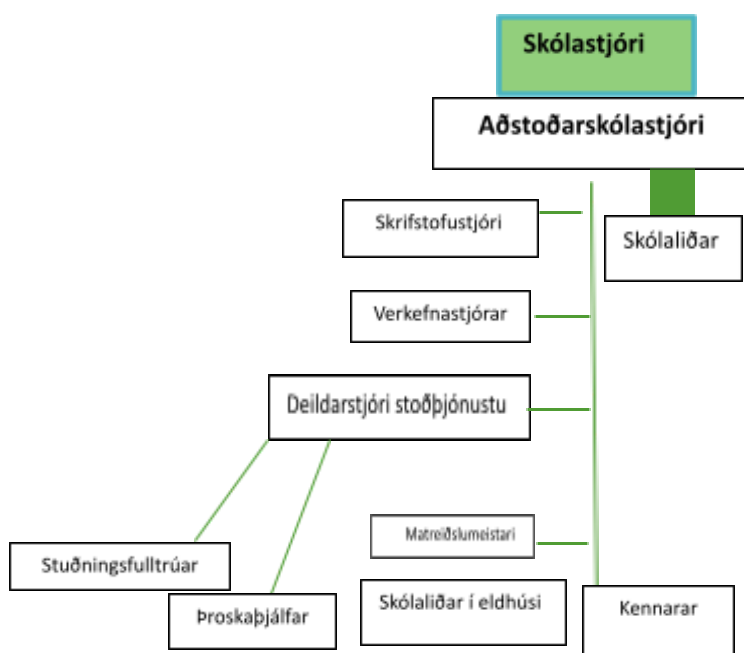 Skólastjóri
Aðstoðarskólastjóri
Skrifstofustjóri
Skólaliðar
Verkefnastjórar
Deildarstjóri stoðþjónustu
Matreiðslumeistari
Stuðningsfulltrúar
Þroskaþjálfar
Skólaliðar í eldhúsi
Kennarar